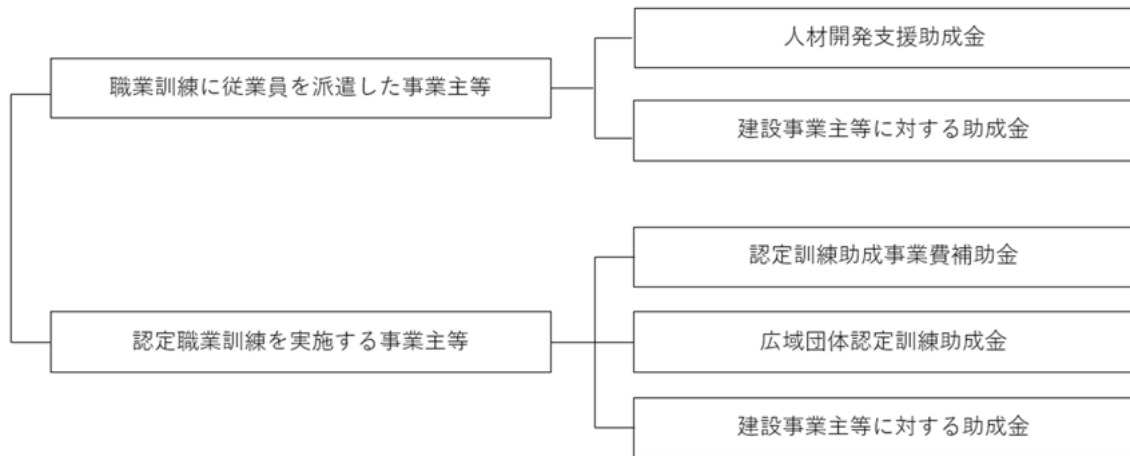 職業訓練に従業員を派遣した事業主等
人材開発支援助成金
建設事業主等に対する助成金
認定職業訓練を実施する事業主等
認定訓練助成事業費補助金
広域団体認定訓練助成金
建設事業主等に対する助成金